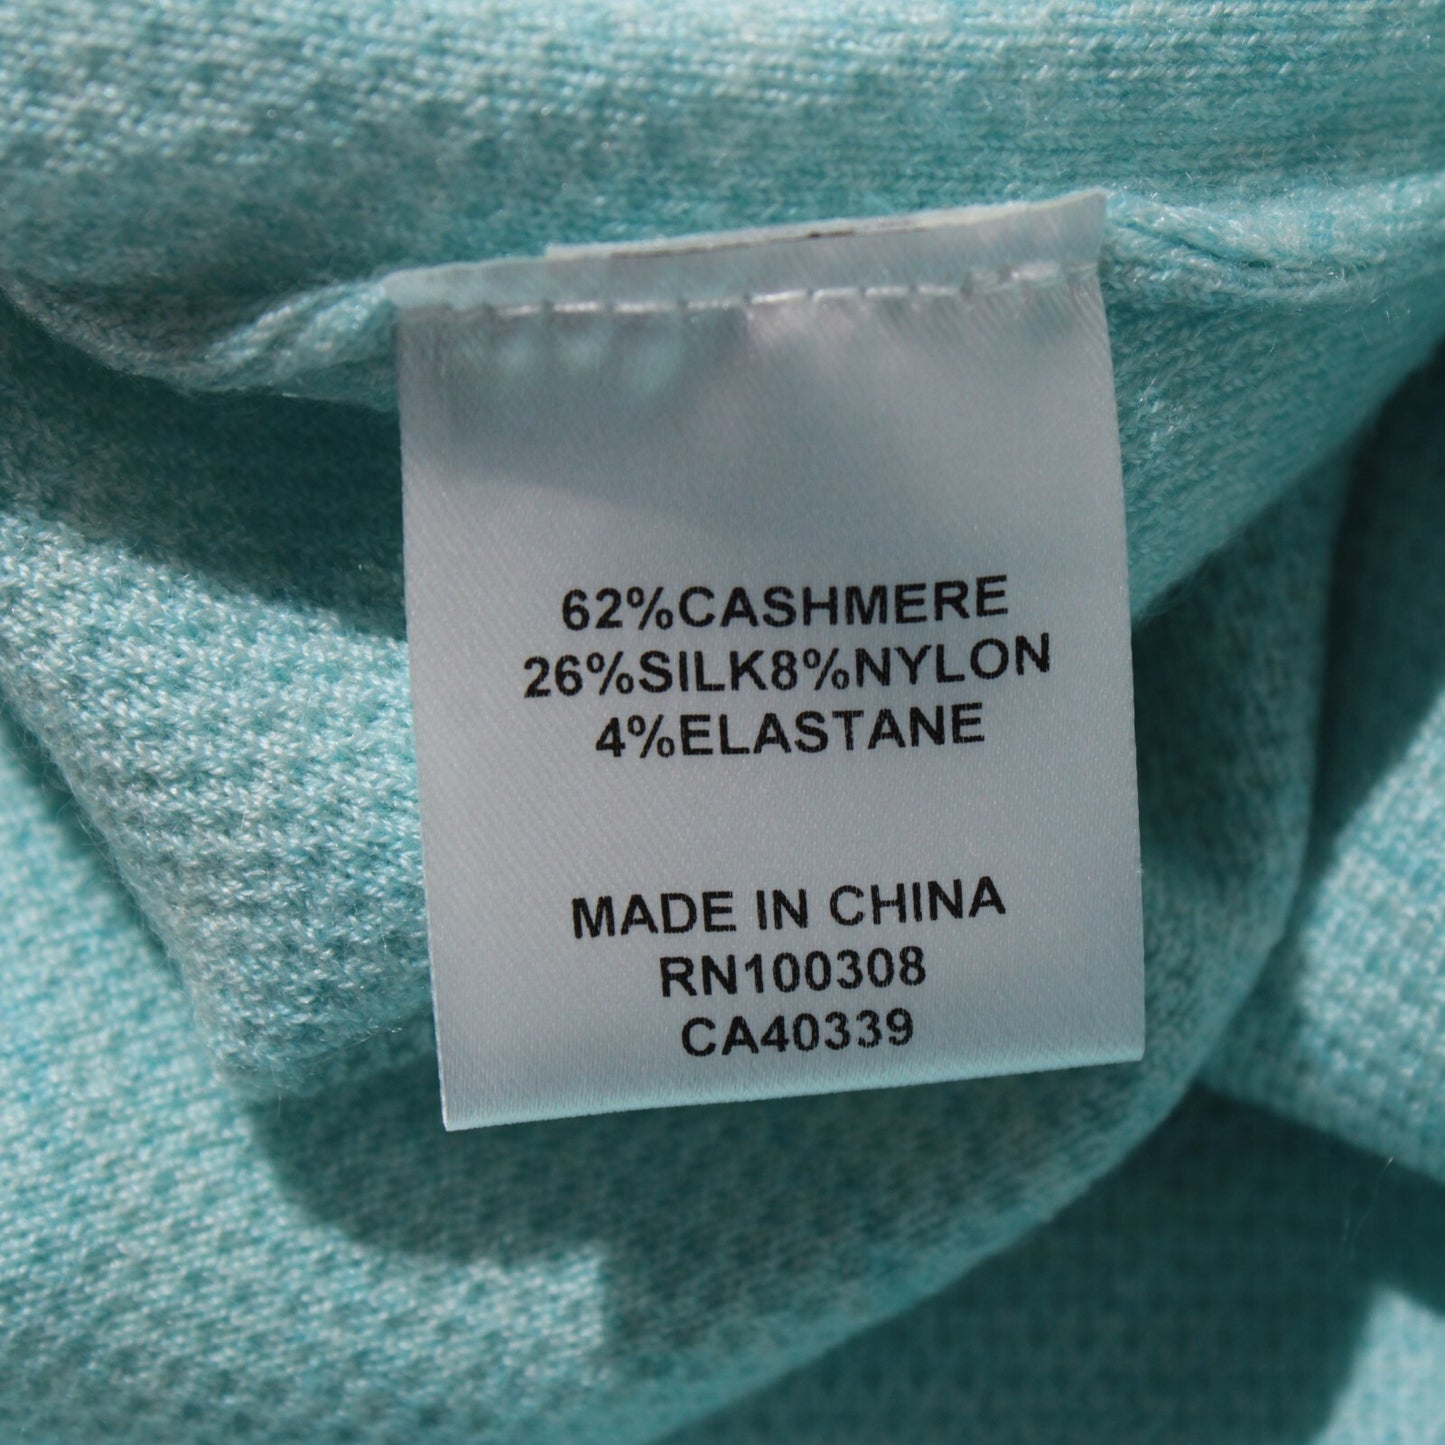 62%CASHMERE
26%SILK8%NYLON
4%ELASTANE
MADE IN CHINA
RN100308
CA40339